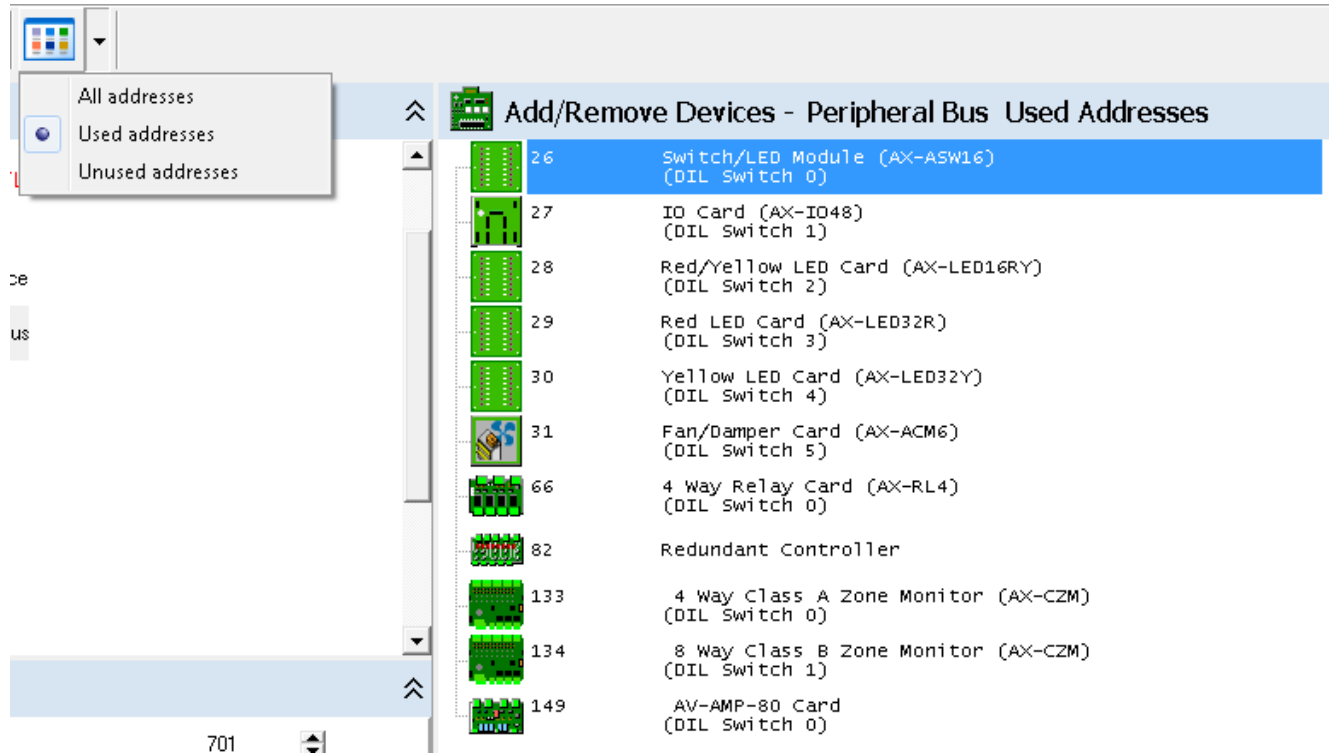 All addresses
Used addresses
Unused addresses
ce
us
701
Add/Remove Devices - Peripheral Bus Used Addresses
26 Switch/LED Module (AX-ASW16)
(DIL Switch 0)
27 IO Card (AX-IO48)
(DIL Switch 1)
28 Red/Yellow LED Card (AX-LED16RY)
(DIL Switch 2)
29 Red LED Card (AX-LED32R)
(DIL Switch 3)
30 Yellow LED Card (AX-LED32Y)
(DIL Switch 4)
31 Fan/Damper Card (AX-ACM6)
(DIL Switch 5)
66 4 Way Relay Card (AX-RL4)
(DIL Switch 0)
82 Redundant Controller
133 4 Way Class A Zone Monitor (AX-CZM)
(DIL Switch 0)
134 8 Way Class B Zone Monitor (AX-CZM)
(DIL Switch 1)
149 AV-AMP-80 Card
(DIL Switch 0)